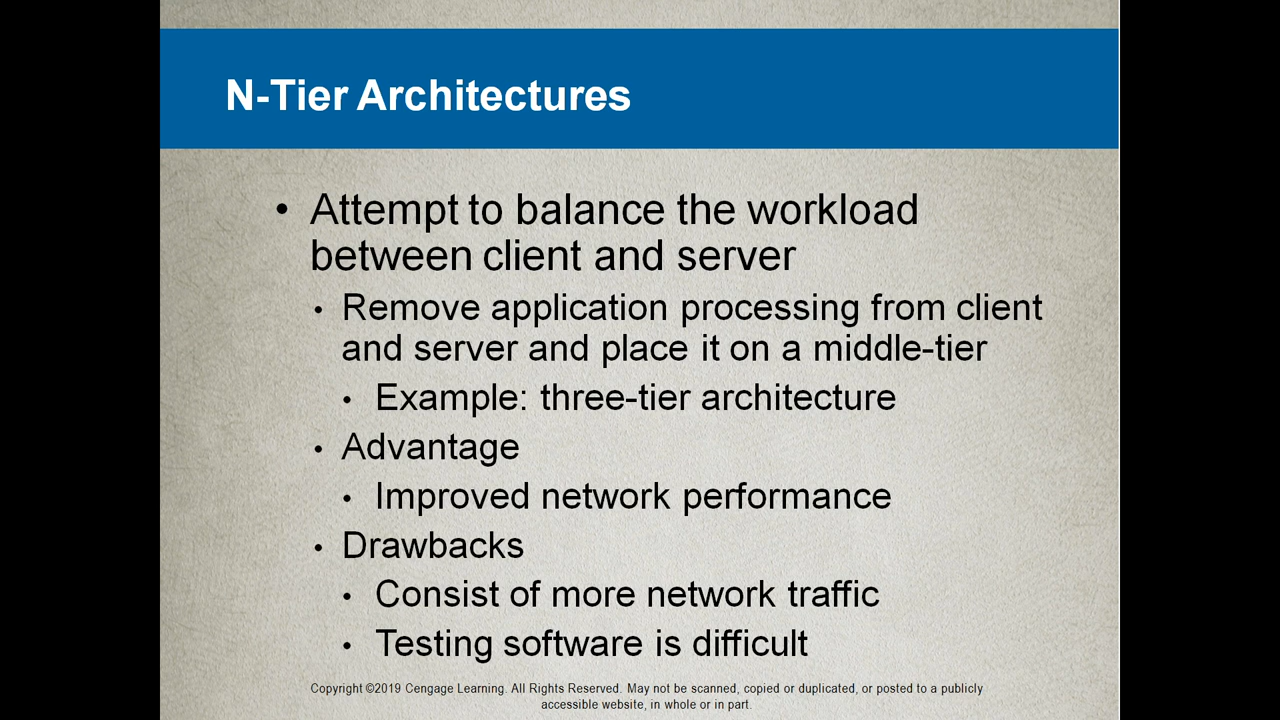 N-Tier Architectures
• Attempt to balance the workload
between client and server
• Remove application processing from client
and server and place it on a middle-tier
• Example: three-tier architecture
• Advantage
• Improved network performance
• Drawbacks
• Consist of more network traffic
• Testing software is difficult
Copyright ©2019 Cengage Learning. All Rights Reserved. May not be scanned, copied or duplicated, or posted to a publicly
accessible website, in whole or in part.